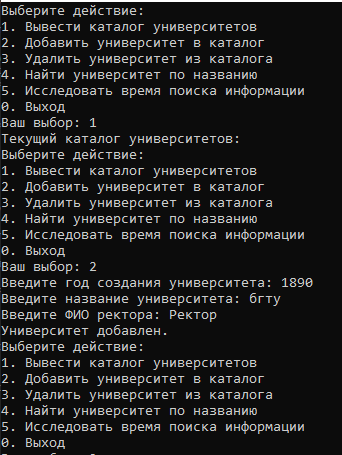 Выберите действие:
1. Вывести каталог университетов
2. Добавить университет в каталог
3. Удалить университет из каталога
4. Найти университет по названию
5. Исследовать время поиска информации
0. Выход
Ваш выбор: 1
Текущий каталог университетов:
Выберите действие:
1. Вывести каталог университетов
2. Добавить университет в каталог
3. Удалить университет из каталога
4. Найти университет по названию
5. Исследовать время поиска информации
0. Выход
Ваш выбор: 2
Введите год создания университета: 1890
Введите название университета: бгту
Введите ФИО ректора: Ректор
Университет добавлен.
Выберите действие:
1. Вывести каталог университетов
2. Добавить университет в каталог
3. Удалить университет из каталога
4. Найти университет по названию
5. Исследовать время поиска информации
0. Выход